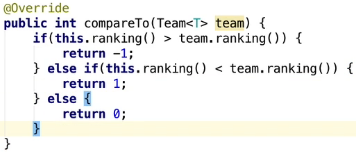 @Override
public int compareTo(Team<T> team) {
if(this.ranking() > team.ranking()) {
return -1;
} else if(this.ranking() < team.ranking()) {
return 1;
} else {
return 0;
}
}